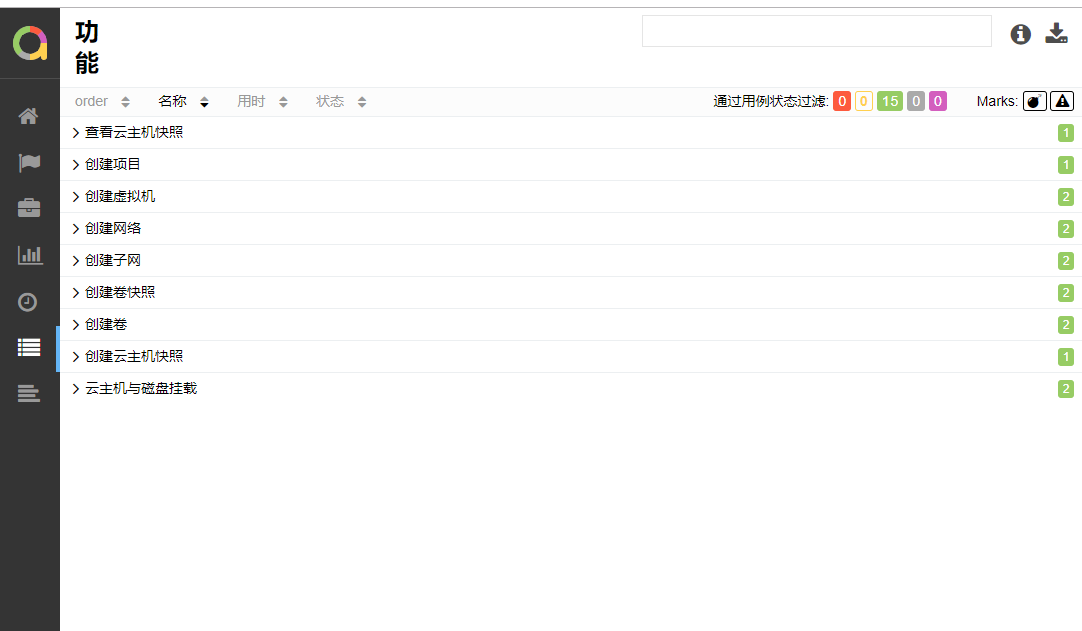 功
能
order 名称 用时 状态 通过用例状态过滤: 0 0 15 0 0 Marks:
查看云主机快照 1
创建项目 1
创建虚拟机 2
创建网络 2
创建子网 2
创建卷快照 2
创建卷 2
创建云主机快照 1
云主机与磁盘挂载 2